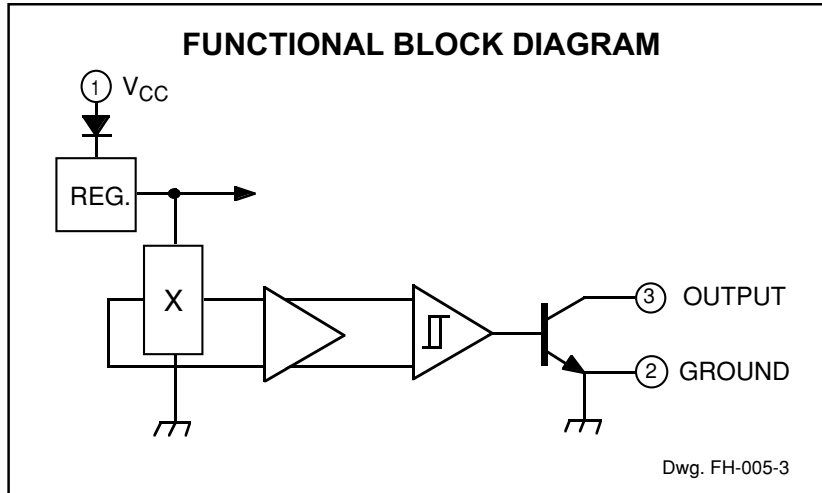 FUNCTIONAL BLOCK DIAGRAM
1 VCC
REG.
X
3 OUTPUT
2 GROUND
Dwg. FH-005-3